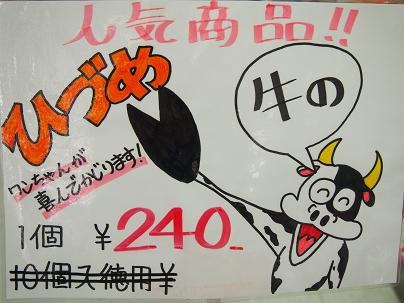 人気商品!!
牛の
ひづめ
ワンちゃんが
喜んでかじります!
1個 ¥240-
10個入徳用¥